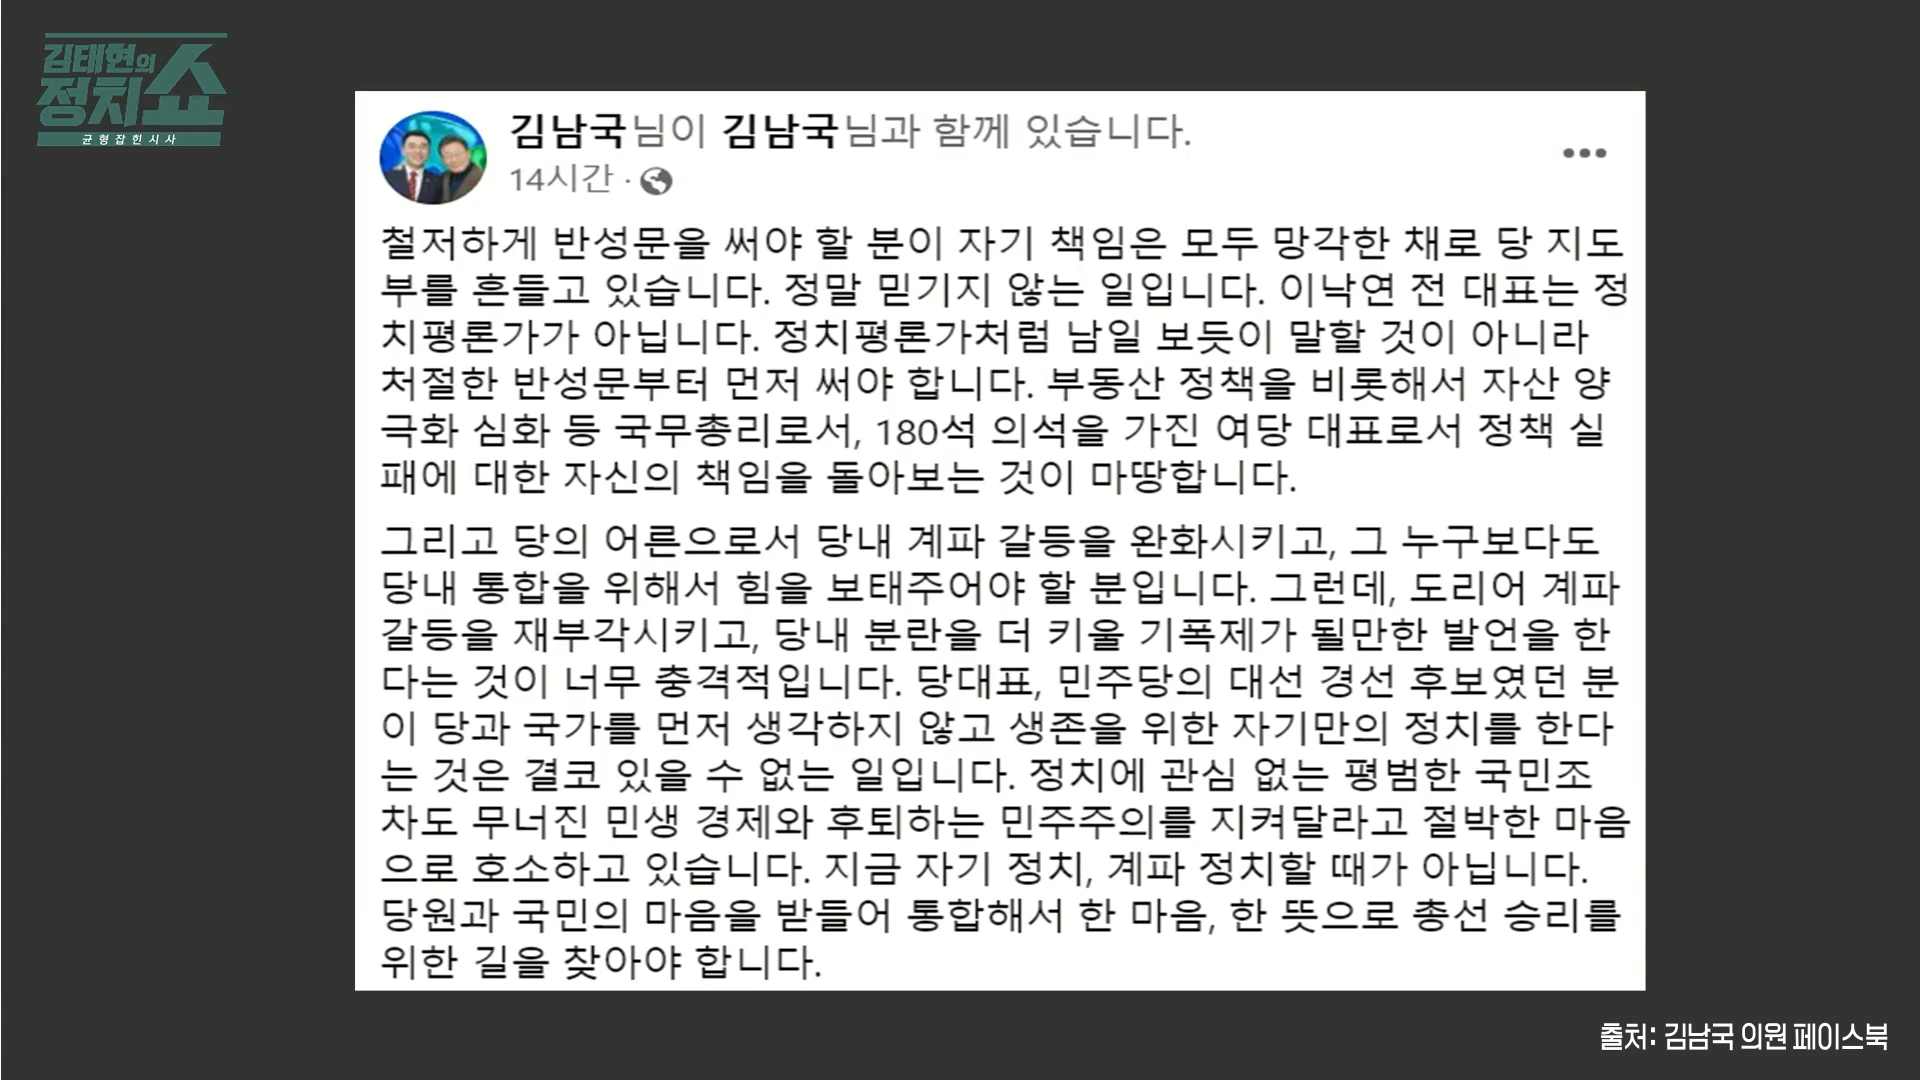 김태현의
정치쇼
균형잡힌시사
김남국님이 김남국님과 함께 있습니다.
14시간 ·
철저하게 반성문을 써야 할 분이 자기 책임은 모두 망각한 채로 당 지도
부를 흔들고 있습니다. 정말 믿기지 않는 일입니다. 이낙연 전 대표는 정
치평론가가 아닙니다. 정치평론가처럼 남일 보듯이 말할 것이 아니라
처절한 반성문부터 먼저 써야 합니다. 부동산 정책을 비롯해서 자산 양
극화 심화 등 국무총리로서, 180석 의석을 가진 여당 대표로서 정책 실
패에 대한 자신의 책임을 돌아보는 것이 마땅합니다.
그리고 당의 어른으로서 당내 계파 갈등을 완화시키고, 그 누구보다도
당내 통합을 위해서 힘을 보태주어야 할 분입니다. 그런데, 도리어 계파
갈등을 재부각시키고, 당내 분란을 더 키울 기폭제가 될만한 발언을 한
다는 것이 너무 충격적입니다. 당대표, 민주당의 대선 경선 후보였던 분
이 당과 국가를 먼저 생각하지 않고 생존을 위한 자기만의 정치를 한다
는 것은 결코 있을 수 없는 일입니다. 정치에 관심 없는 평범한 국민조
차도 무너진 민생 경제와 후퇴하는 민주주의를 지켜달라고 절박한 마음
으로 호소하고 있습니다. 지금 자기 정치, 계파 정치할 때가 아닙니다.
당원과 국민의 마음을 받들어 통합해서 한 마음, 한 뜻으로 총선 승리를
위한 길을 찾아야 합니다.
출처: 김남국 의원 페이스북